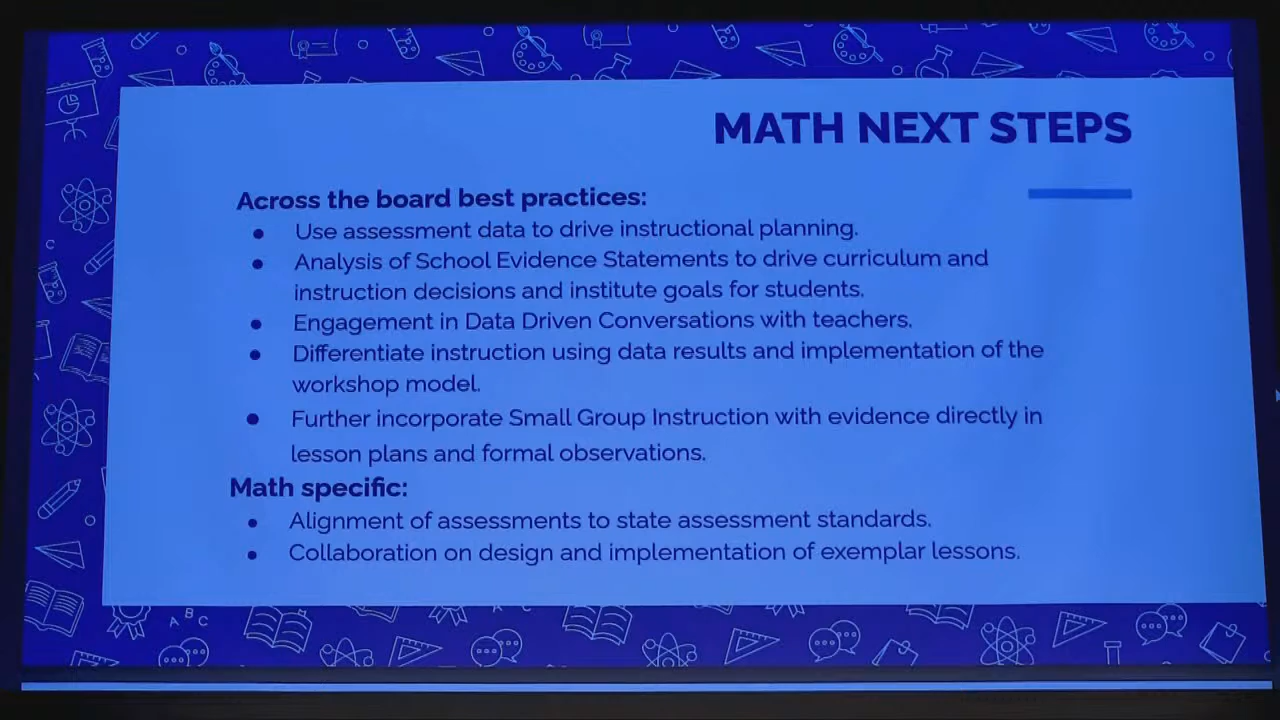 MATH NEXT STEPS
Across the board best practices:
● Use assessment data to drive instructional planning.
● Analysis of School Evidence Statements to drive curriculum and
instruction decisions and institute goals for students.
● Engagement in Data Driven Conversations with teachers.
● Differentiate instruction using data results and implementation of the
workshop model.
● Further incorporate Small Group Instruction with evidence directly in
lesson plans and formal observations.
Math specific:
● Alignment of assessments to state assessment standards.
● Collaboration on design and implementation of exemplar lessons.
C
A B C